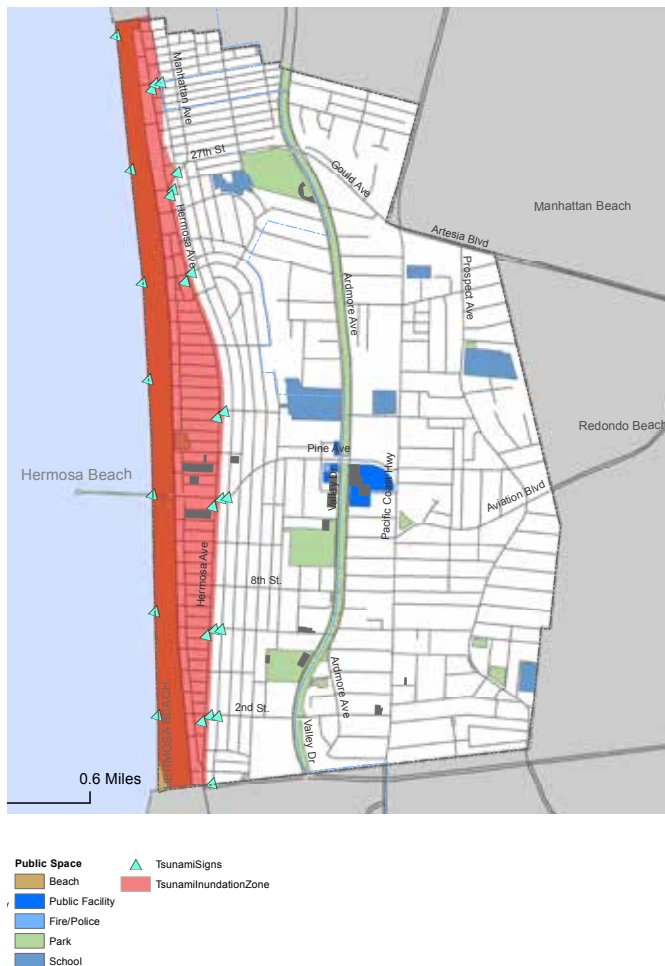 Manhattan Ave
27th St
Gould Ave
Manhattan Beach
Hermosa Ave
Artesia Blvd
Prospect Ave
Ardmore Ave
Redondo Beach
Pine Ave
Hermosa Beach
Valley Dr
Pacific Coast Hwy
Aviation Blvd
Hermosa Ave
8th St.
Ardmore Ave
HERMOSA BEACH
2nd St.
Valley Dr
0.6 Miles
Public Space
Beach
Public Facility
Fire/Police
Park
School
TsunamiSigns
TsunamiInundationZone